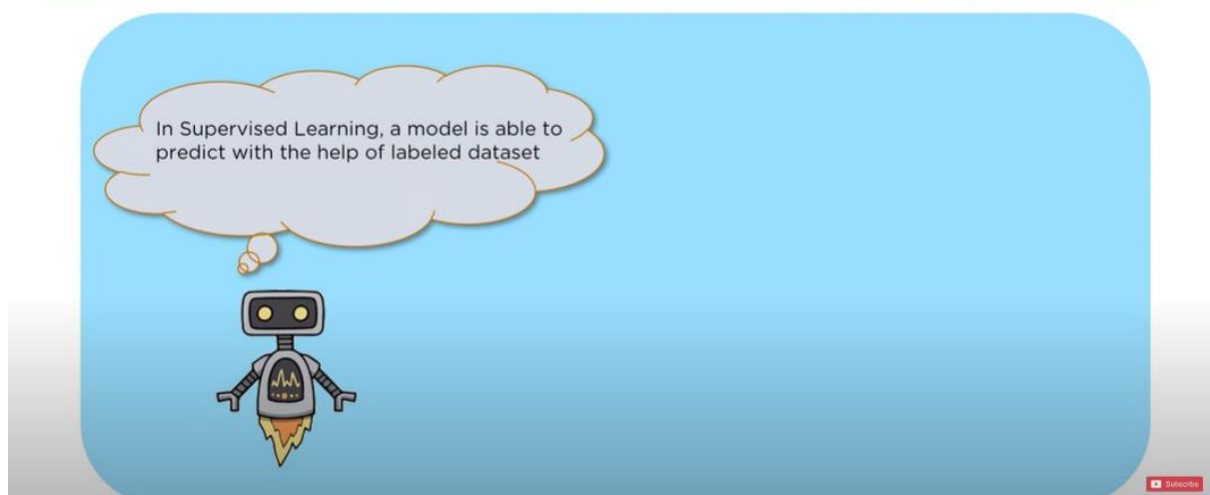 In Supervised Learning, a model is able to
predict with the help of labeled dataset
Subscribe